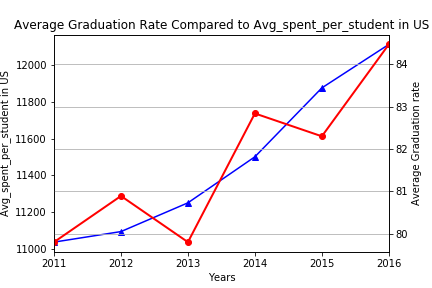 Average Graduation Rate Compared to Avg_spent_per_student in US
Avg_spent_per_student in US
12000
11800
11600
11400
11200
11000
84
83
82
81
80
Average Graduation rate
2011 2012 2013 2014 2015 2016
Years